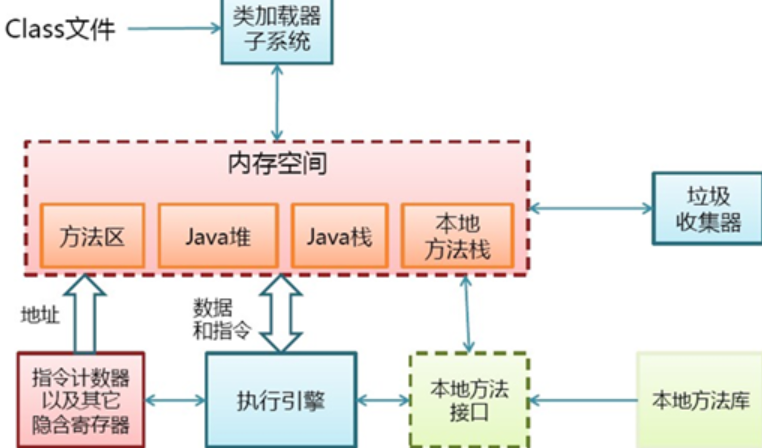 Class文件
类加载器
子系统
内存空间
方法区
Java堆
Java栈
本地
方法栈
垃圾
收集器
地址
数据
和指令
指令计数器
以及其它
隐含寄存器
执行引擎
本地方法
接口
本地方法库